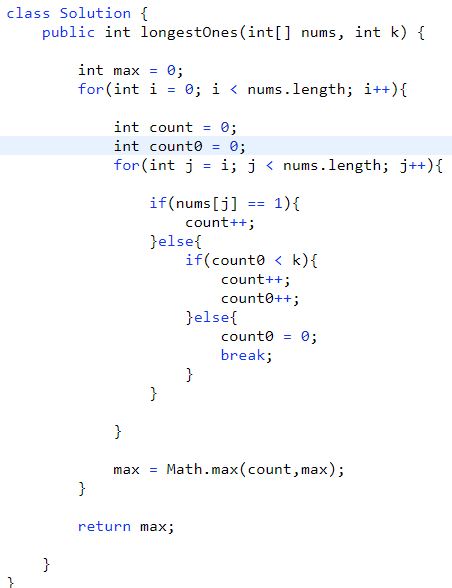 class Solution {
    public int longestOnes(int[] nums, int k) {
        int max = 0;
        for(int i = 0; i < nums.length; i++){
            int count = 0;
            int count0 = 0;
            for(int j = i; j < nums.length; j++){
                if(nums[j] == 1){
                    count++;
                }else{
                    if(count0 < k){
                        count++;
                        count0++;
                    }else{
                        count0 = 0;
                        break;
                    }
                }
            }
            max = Math.max(count,max);
        }
        return max;
    }
}